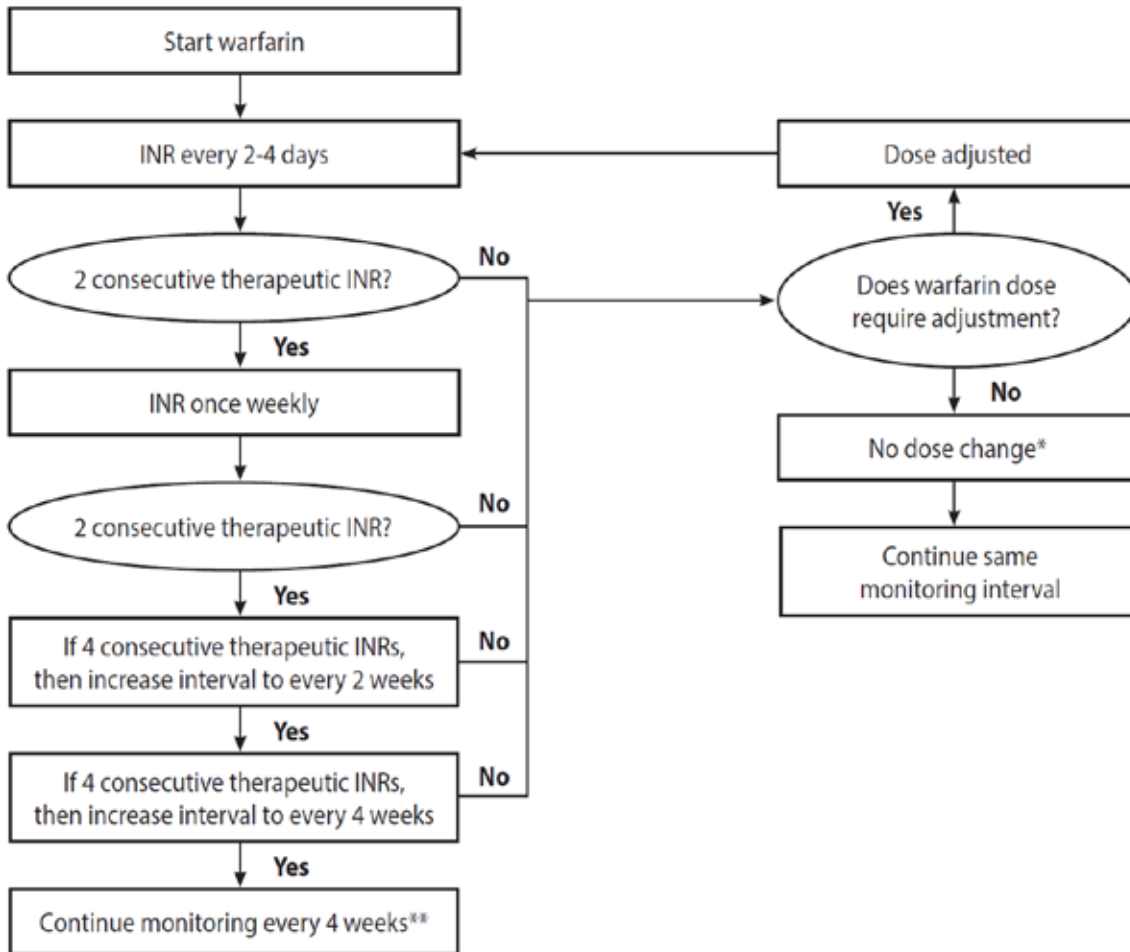 Start warfarin
INR every 2-4 days
Dose adjusted
Yes
2 consecutive therapeutic INR?
No
Does warfarin dose
require adjustment?
Yes
No
INR once weekly
No dose change*
2 consecutive therapeutic INR?
No
Continue same
monitoring interval
Yes
If 4 consecutive therapeutic INRs,
then increase interval to every 2 weeks
No
Yes
If 4 consecutive therapeutic INRs,
then increase interval to every 4 weeks
No
Yes
Continue monitoring every 4 weeks**